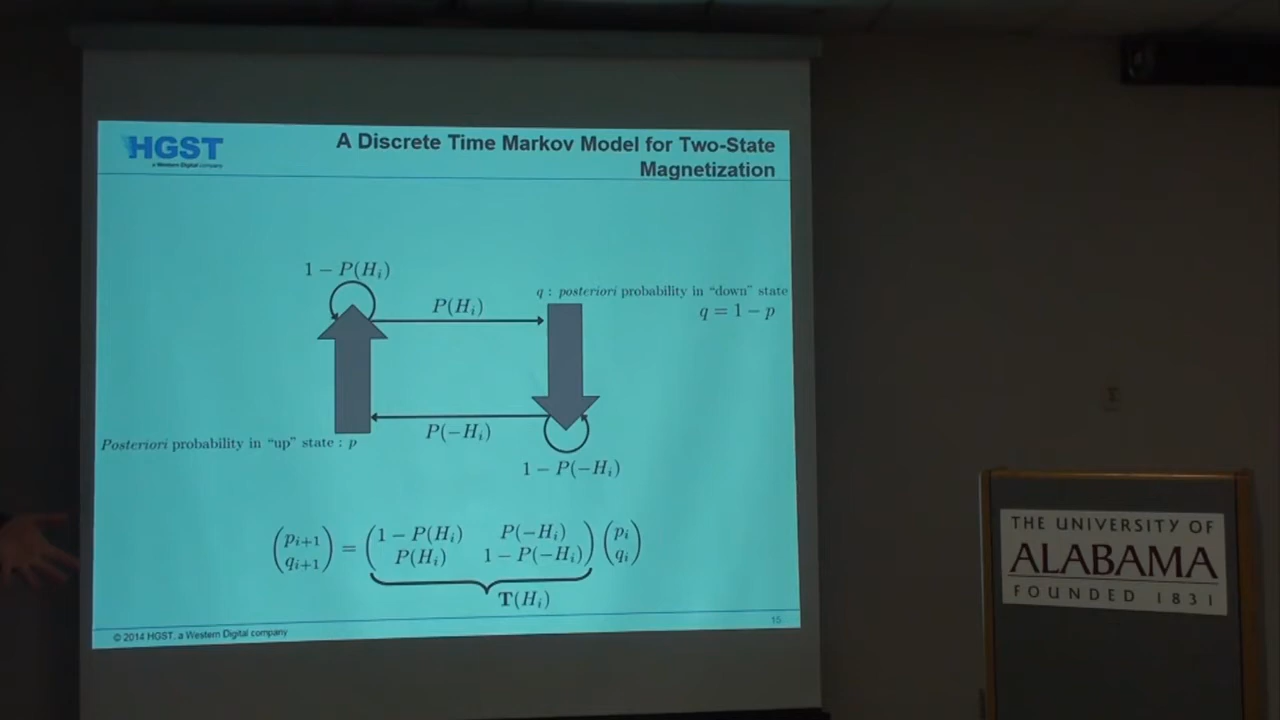 HGST
a Western Digital company
A Discrete Time Markov Model for Two-State
Magnetization
1 − P(H_i)
P(H_i)
q : posteriori probability in “down” state
q = 1 − p
P(−H_i)
Posteriori probability in “up” state : p
1 − P(−H_i)
(p_{i+1} q_{i+1}) = (1 − P(H_i) P(−H_i) P(H_i) 1 − P(−H_i)) (p_i q_i)
T(H_i)
© 2014 HGST, a Western Digital company
15
THE UNIVERSITY OF
ALABAMA
FOUNDED 1831